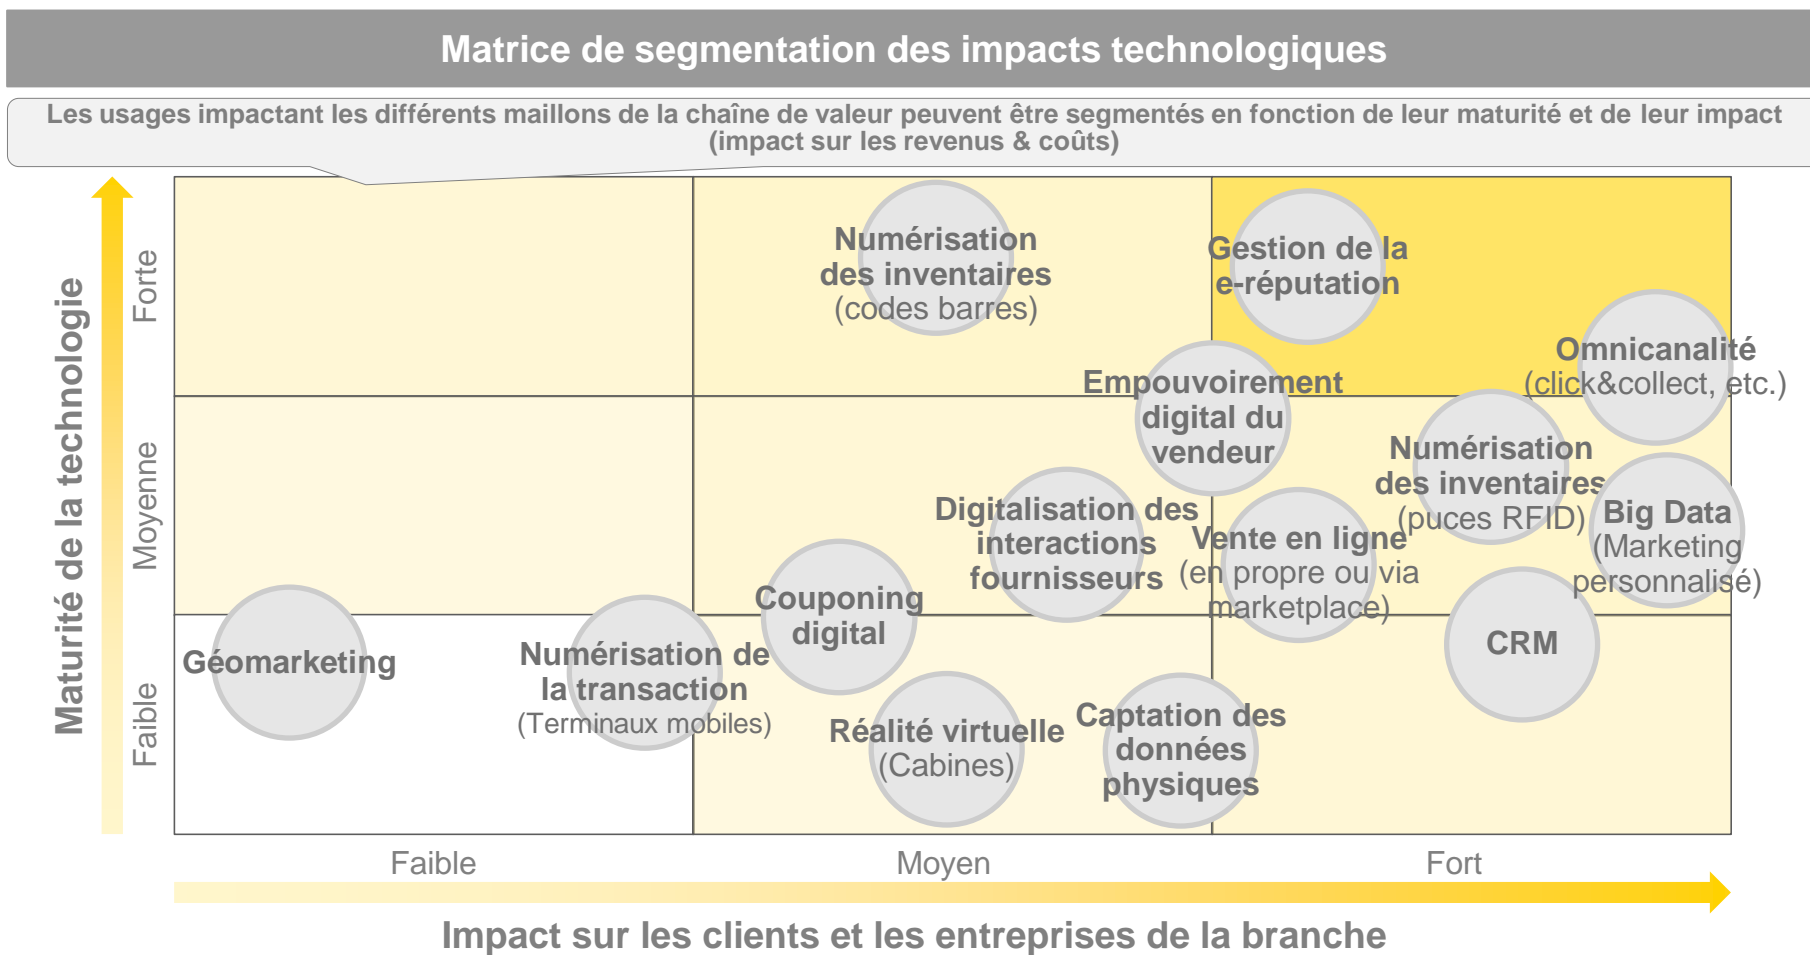 Matrice de segmentation des impacts technologiques
Les usages impactant les différents maillons de la chaîne de valeur peuvent être segmentés en fonction de leur maturité et de leur impact
(impact sur les revenus & coûts)
Maturité de la technologie
Forte
Moyenne
Faible
Numérisation
des inventaires
(codes barres)
Gestion de la
e-réputation
Omnicanalité
(click&collect, etc.)
Empouvoirement
digital du
vendeur
Numérisation
des inventaires
(puces RFID)
Big Data
(Marketing
personnalisé)
Digitalisation des
interactions
fournisseurs
Vente en ligne
(en propre ou via
marketplace)
Couponing
digital
CRM
Géomarketing
Numérisation de
la transaction
(Terminaux mobiles)
Réalité virtuelle
(Cabines)
Captation des
données
physiques
Faible
Moyen
Fort
Impact sur les clients et les entreprises de la branche